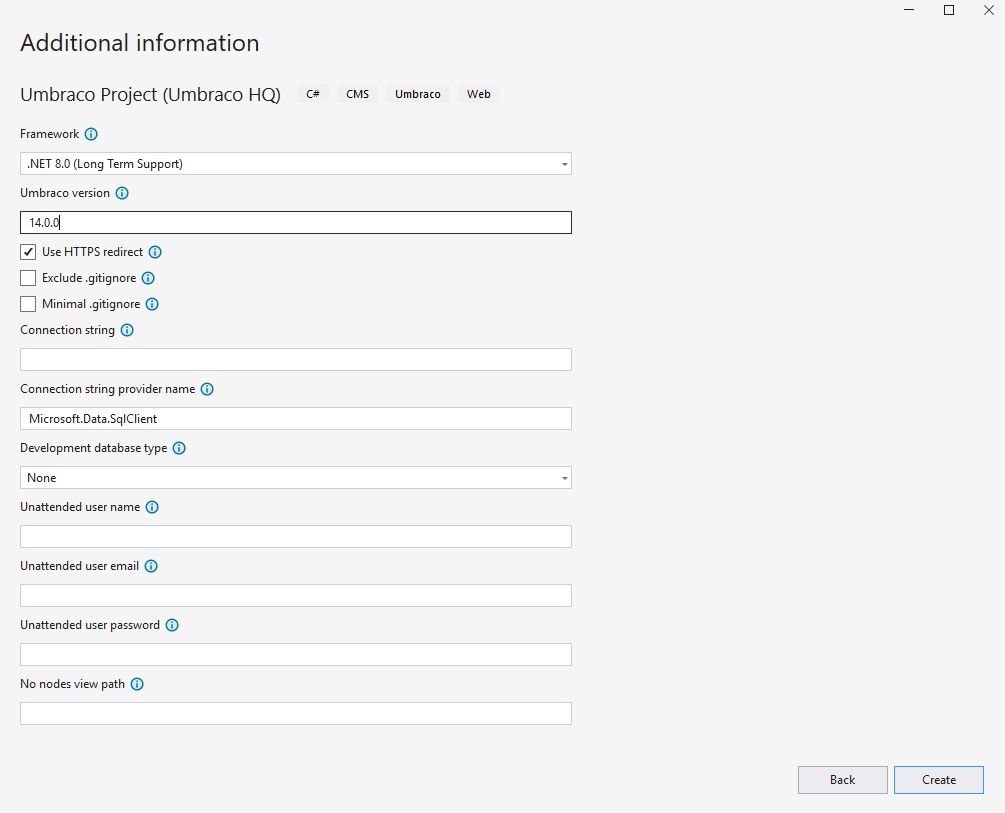 Additional information
Umbraco Project (Umbraco HQ) C# CMS Umbraco Web
Framework
.NET 8.0 (Long Term Support)
Umbraco version
14.0.0
Use HTTPS redirect
Exclude .gitignore
Minimal .gitignore
Connection string
Connection string provider name
Microsoft.Data.SqlClient
Development database type
None
Unattended user name
Unattended user email
Unattended user password
No nodes view path
Back Create